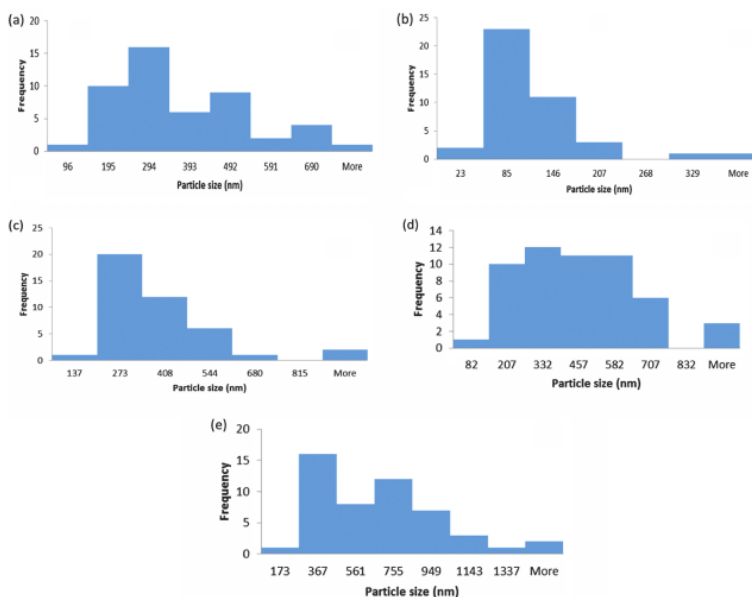 (a)
20
15
10
5
0
Frequency
96 195 294 393 492 591 690 More
Particle size (nm)
(b)
25
20
15
10
5
0
Frequency
23 85 146 207 268 329 More
Particle size (nm)
(c)
25
20
15
10
5
0
Frequency
137 273 408 544 680 815 More
Particle size (nm)
(d)
14
12
10
8
6
4
2
0
Frequency
82 207 332 457 582 707 832 More
Particle size (nm)
(e)
20
15
10
5
0
Frequency
173 367 561 755 949 1143 1337 More
Particle size (nm)